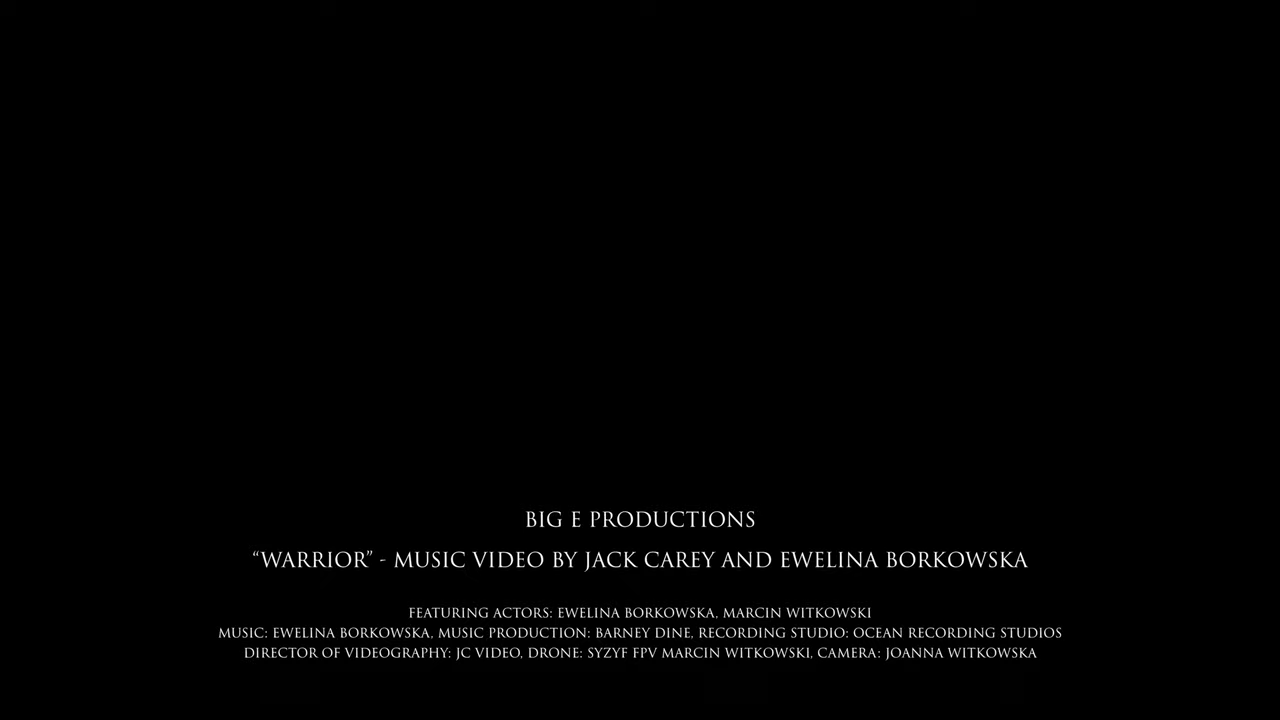 BIG E PRODUCTIONS
“WARRIOR” - MUSIC VIDEO BY JACK CAREY AND EWELINA BORKOWSKA
FEATURING ACTORS: EWELINA BORKOWSKA, MARCIN WITKOWSKI
MUSIC: EWELINA BORKOWSKA, MUSIC PRODUCTION: BARNEY DINE, RECORDING STUDIO: OCEAN RECORDING STUDIOS
DIRECTOR OF VIDEOGRAPHY: JC VIDEO, DRONE: SYZYF FPV MARCIN WITKOWSKI, CAMERA: JOANNA WITKOWSKA